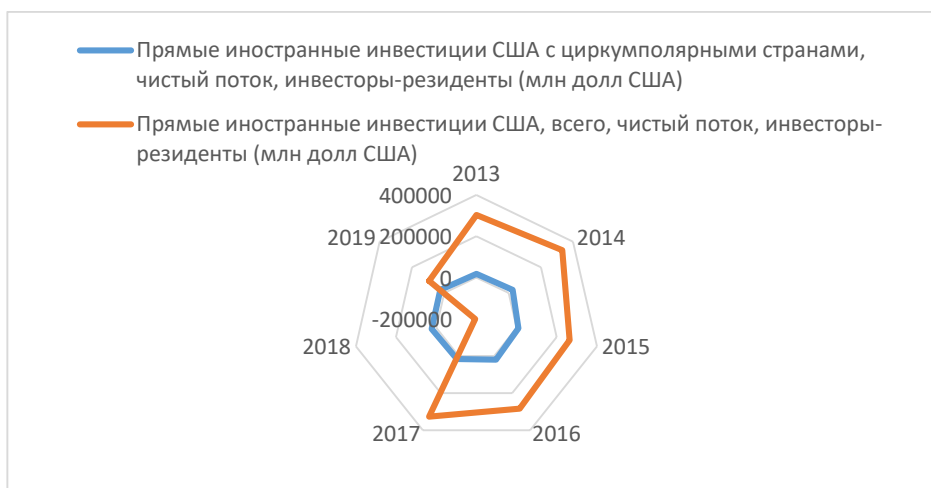 Прямые иностранные инвестиции США с циркумполярными странами,
чистый поток, инвесторы-резиденты (млн долл США)
Прямые иностранные инвестиции США, всего, чистый поток, инвесторы-
резиденты (млн долл США)
2013
400000
2014
200000
2019
0
-200000
2018
2015
2017
2016